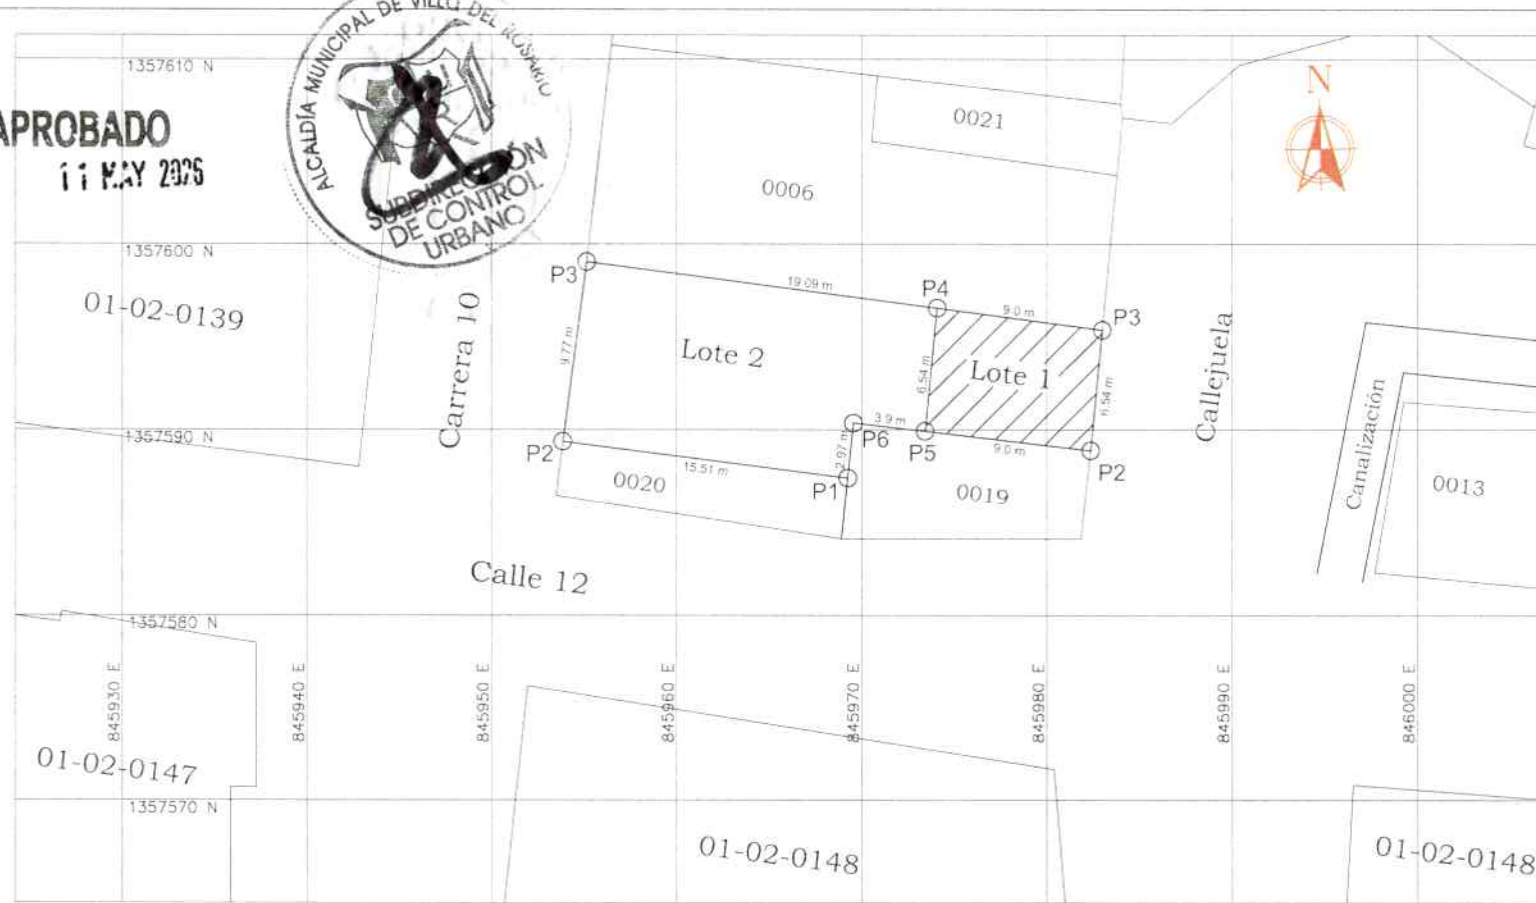 ALCALDÍA MUNICIPAL DE VILLA DEL ROSARIO
SUBDIRECCIÓN
DE CONTROL
URBANO
APROBADO
11 MAY 2026
N
1357610 N
0021
0006
1357600 N
01-02-0139
Carrera 10
P3
19.09 m
P4
9.0 m
P3
9.77 m
Lote 2
6.54 m
Lote 1
6.54 m
Callejuela
Canalización
1357590 N
P2
15.51 m
2.97 m
P6
3.9 m
P5
9.0 m
P2
P1
0020
0019
0013
Calle 12
1357580 N
845930 E
845940 E
845950 E
845960 E
845970 E
845980 E
845990 E
846000 E
01-02-0147
1357570 N
01-02-0148
01-02-0148